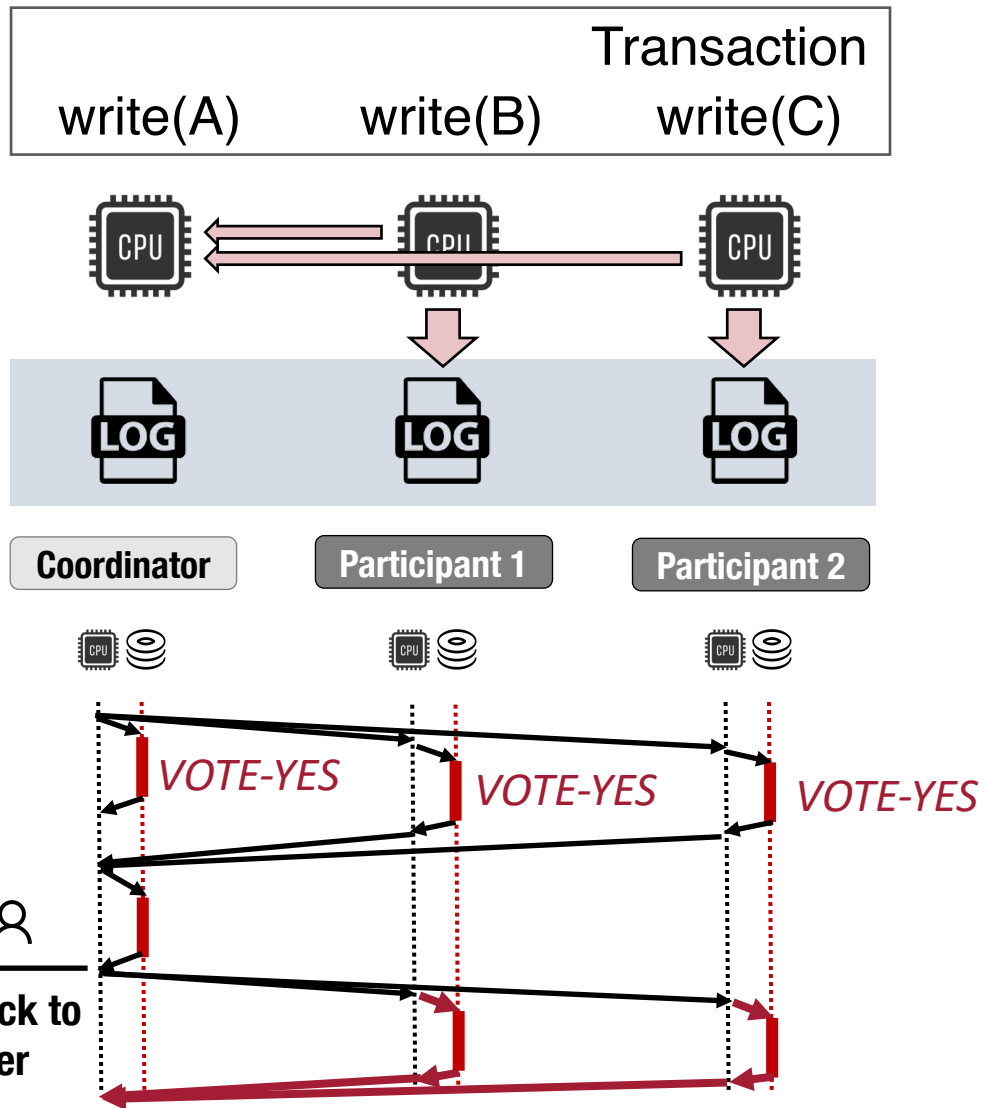 Transaction
write(A) write(B) write(C)
CPU CPU CPU
LOG LOG LOG
Coordinator Participant 1 Participant 2
CPU CPU CPU
VOTE-YES VOTE-YES VOTE-YES
ck to
er